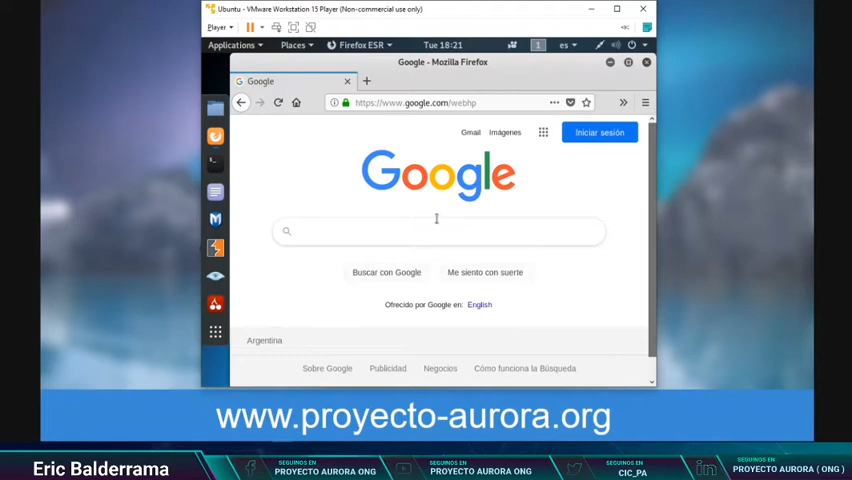 Ubuntu - VMware Workstation 15 Player (Non-commercial use only)
Player
Applications Places Firefox ESR Tue 18:21 1 es
Google - Mozilla Firefox
Google
https://www.google.com/webhp
Gmail Imágenes Iniciar sesión
Google
Buscar con Google Me siento con suerte
Ofrecido por Google en: English
Argentina
Sobre Google Publicidad Negocios Cómo funciona la Búsqueda
www.proyecto-aurora.org
Eric Balderrama
SEGUINOS EN
PROYECTO AURORA ONG
SEGUINOS EN
PROYECTO AURORA ONG
SEGUINOS EN
CIC_PA
SEGUINOS EN
PROYECTO AURORA ( ONG )